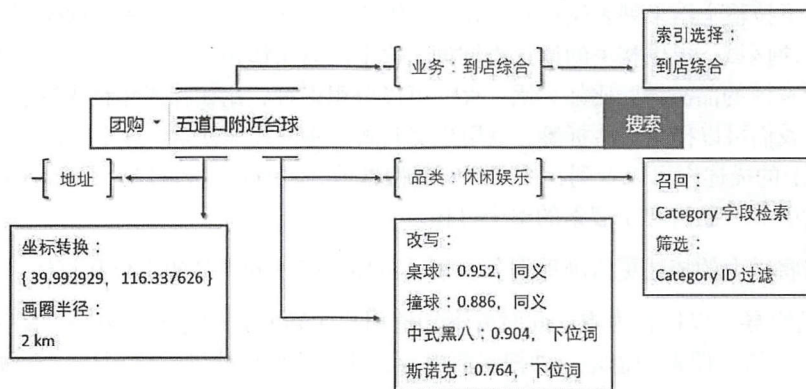 索引选择：
到店综合
业务：到店综合
团购
五道口附近台球
搜索
地址
品类：休闲娱乐
召回：
Category 字段检索
筛选：
Category ID 过滤
坐标转换：
{ 39.992929，116.337626 }
画圈半径：
2 km
改写：
桌球：0.952，同义
撞球：0.886，同义
中式黑八：0.904，下位词
斯诺克：0.764，下位词